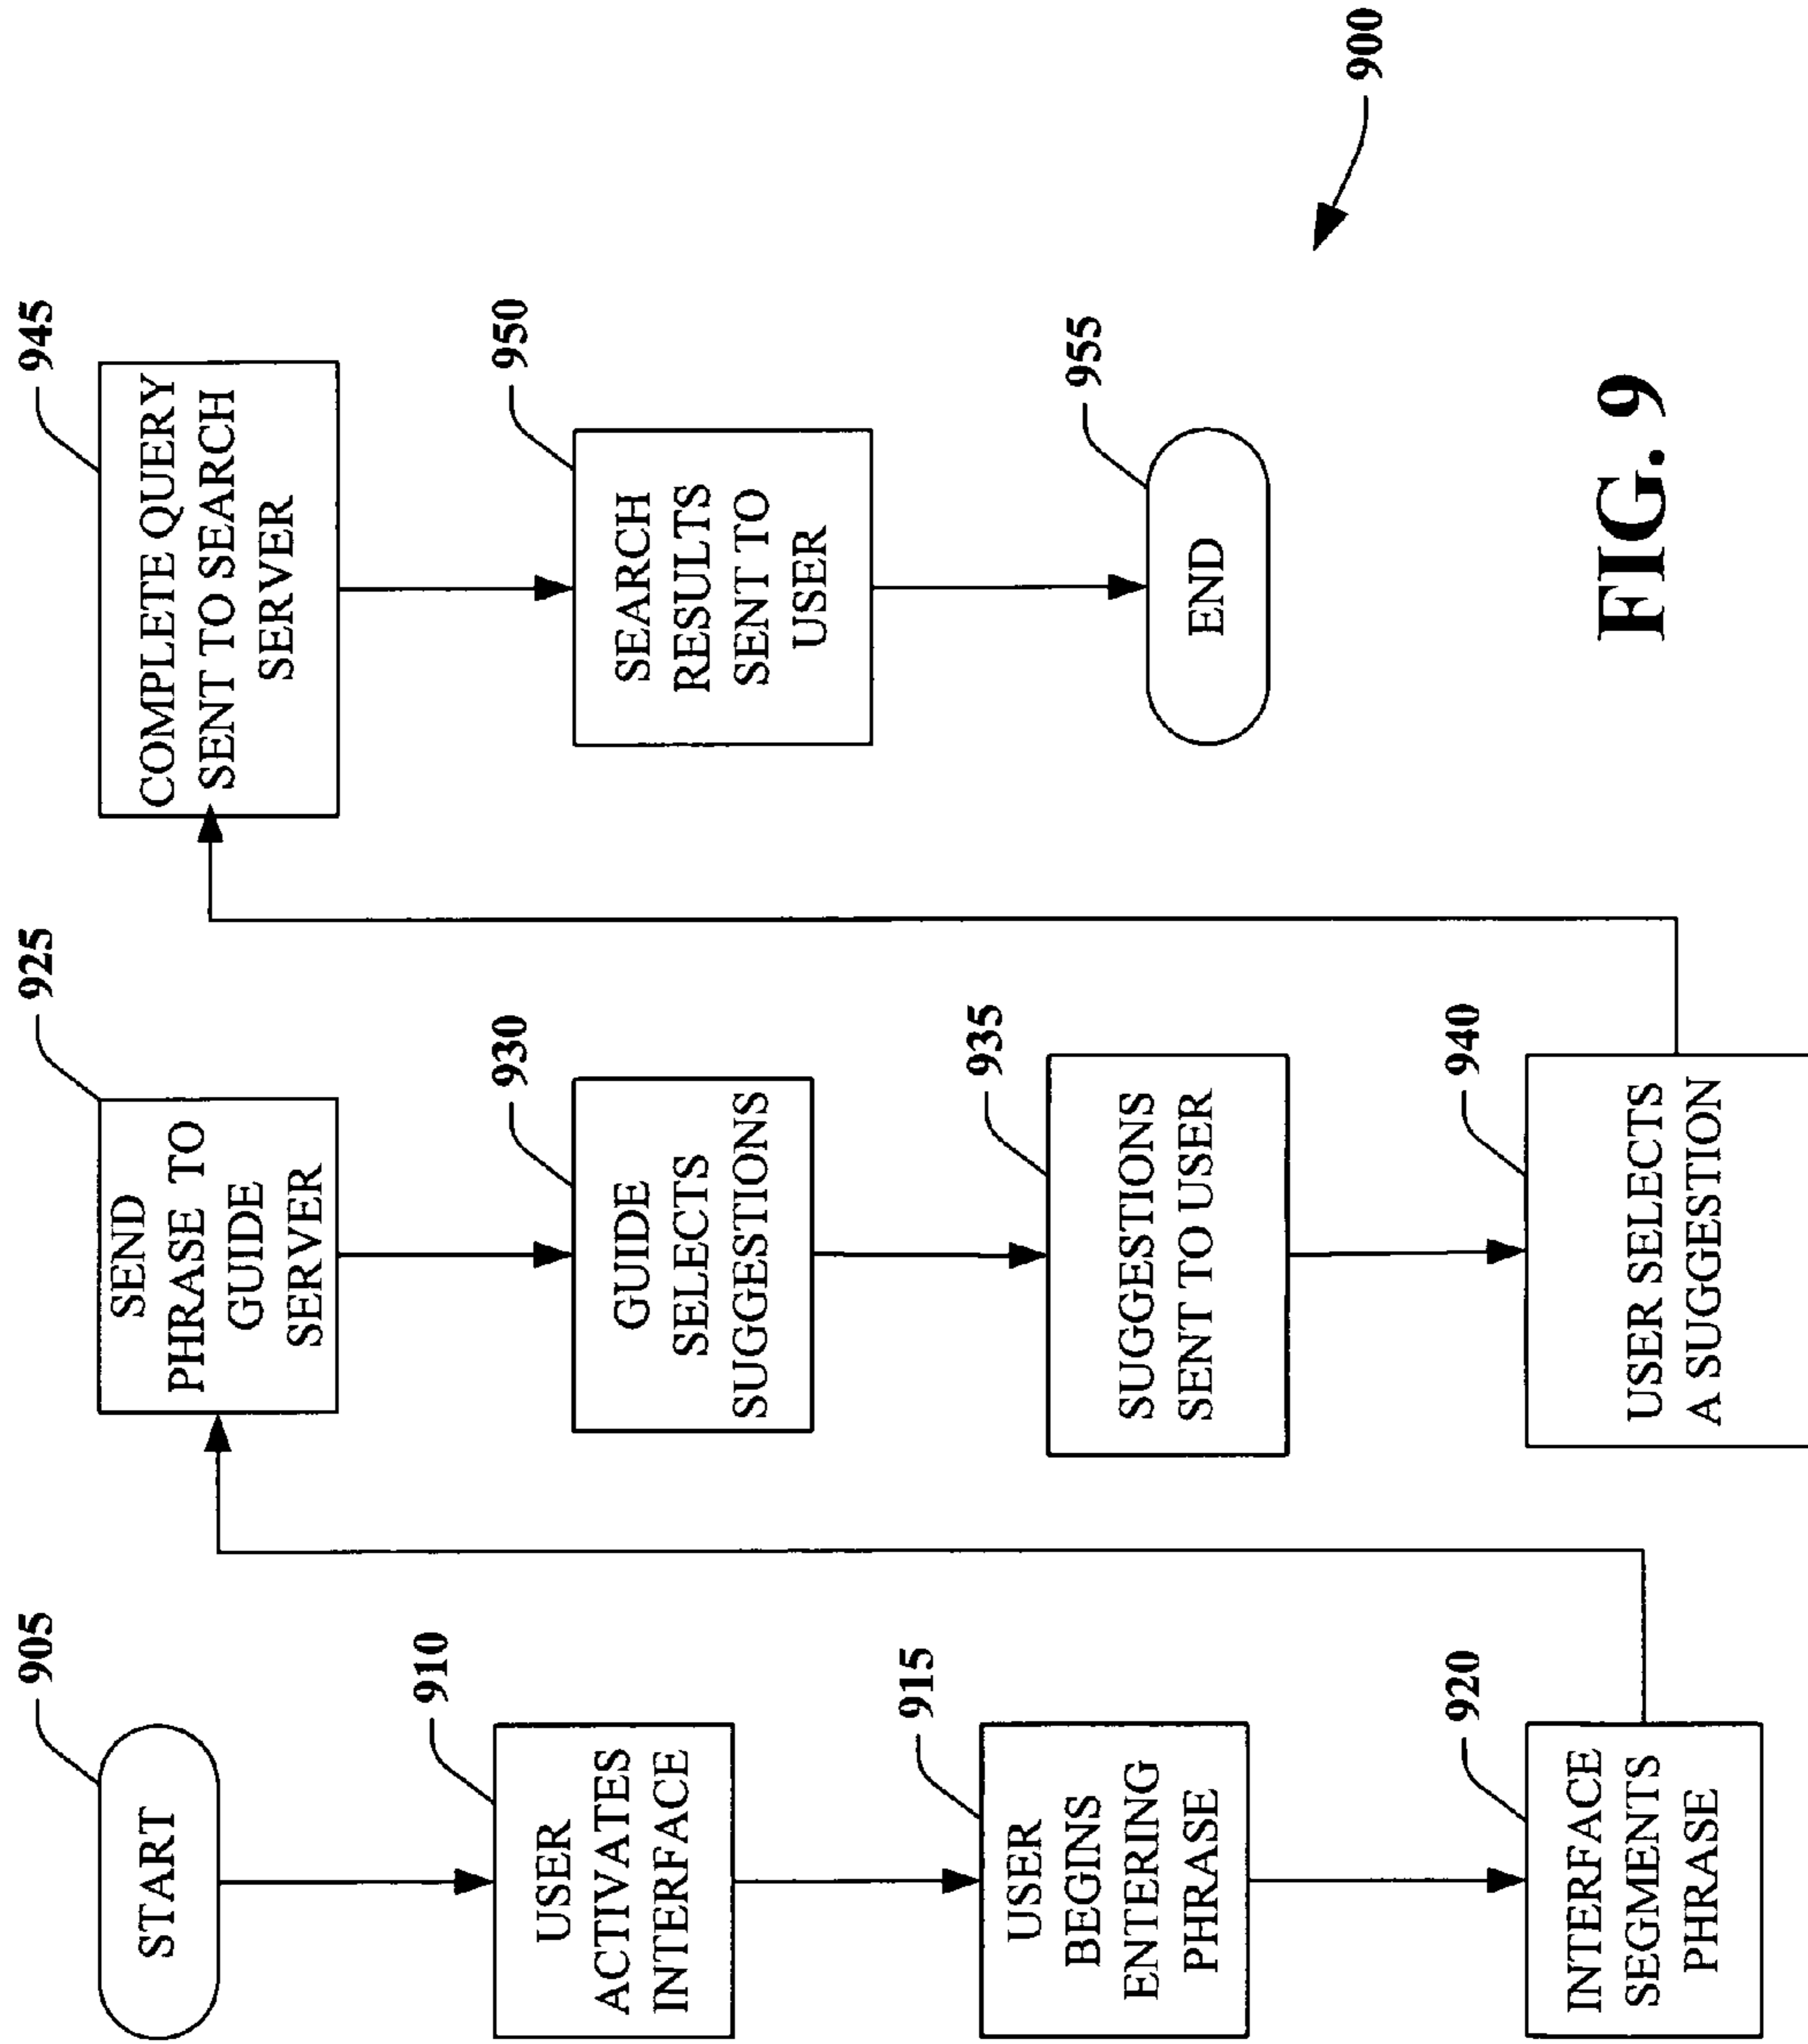 905
START
910
USER
ACTIVATES
INTERFACE
915
USER
BEGINS
ENTERING
PHRASE
920
INTERFACE
SEGMENTS
PHRASE
925
SEND
PHRASE TO
GUIDE
SERVER
930
GUIDE
SELECTS
SUGGESTIONS
935
SUGGESTIONS
SENT TO USER
940
USER SELECTS
A SUGGESTION
945
COMPLETE QUERY
SENT TO SEARCH
SERVER
950
SEARCH
RESULTS
SENT TO
USER
955
END
900
FIG. 9